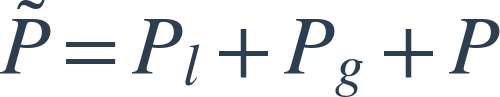 P̃ = P_l + P_g + P